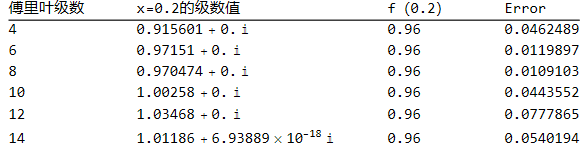 傅里叶级数 x=0.2的级数值 f (0.2) Error
4 0.915601 + 0. i 0.96 0.0462489
6 0.97151 + 0. i 0.96 0.0119897
8 0.970474 + 0. i 0.96 0.0109103
10 1.00258 + 0. i 0.96 0.0443552
12 1.03468 + 0. i 0.96 0.0777865
14 1.01186 + 6.93889 × 10⁻¹⁸ i 0.96 0.0540194